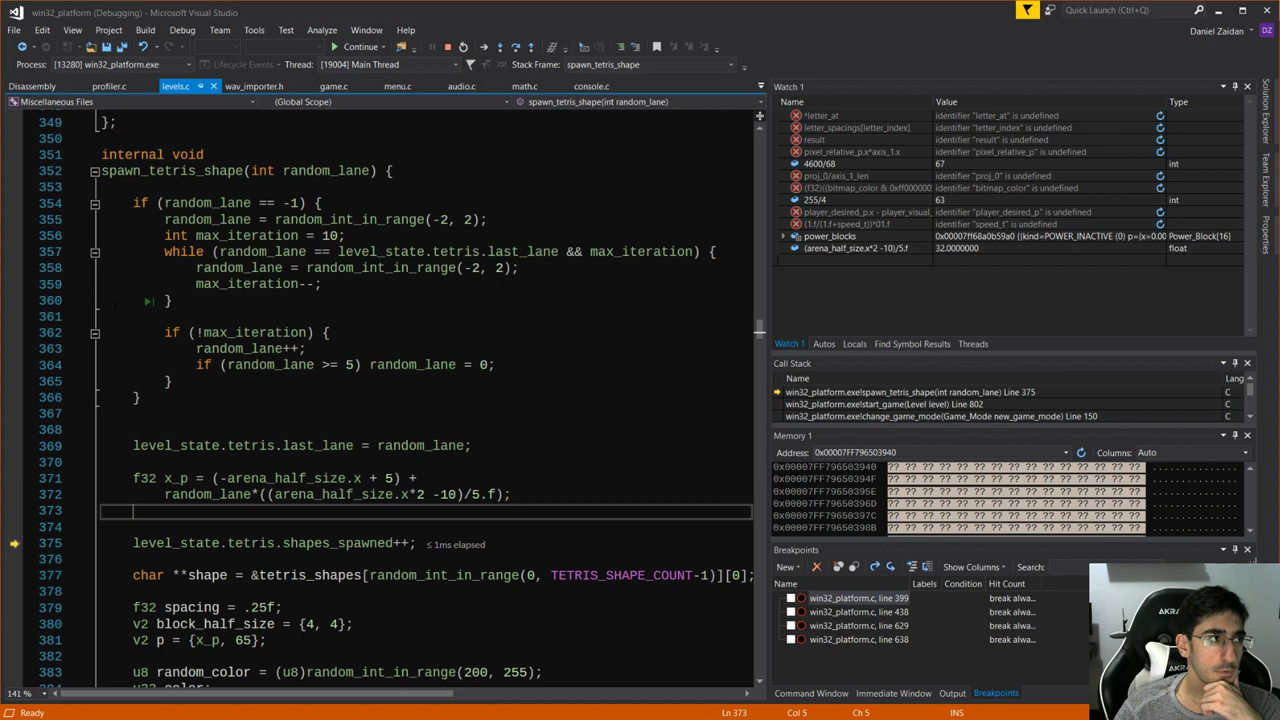 win32_platform (Debugging) - Microsoft Visual Studio
Quick Launch (Ctrl+Q)
File Edit View Project Build Debug Team Tools Test Analyze Window Help
Daniel Zaidan DZ
Continue
Process: [13280] win32_platform.exe Lifecycle Events Thread: [19004] Main Thread Stack Frame: spawn_tetris_shape
Disassembly profiler.c levels.c wav_importer.h game.c menu.c audio.c math.c console.c
Miscellaneous Files (Global Scope) spawn_tetris_shape(int random_lane)
349 };
350
351 internal void
352 spawn_tetris_shape(int random_lane) {
353
354 if (random_lane == -1) {
355 random_lane = random_int_in_range(-2, 2);
356 int max_iteration = 10;
357 while (random_lane == level_state.tetris.last_lane && max_iteration) {
358 random_lane = random_int_in_range(-2, 2);
359 max_iteration--;
360 }
361
362 if (!max_iteration) {
363 random_lane++;
364 if (random_lane >= 5) random_lane = 0;
365 }
366 }
367
368
369 level_state.tetris.last_lane = random_lane;
370
371 f32 x_p = (-arena_half_size.x + 5) +
372 random_lane*((arena_half_size.x*2 -10)/5.f);
373
374
375 level_state.tetris.shapes_spawned++; ≤ 1ms elapsed
376
377 char **shape = &tetris_shapes[random_int_in_range(0, TETRIS_SHAPE_COUNT-1)][0];
378
379 f32 spacing = .25f;
380 v2 block_half_size = {4, 4};
381 v2 p = {x_p, 65};
382
383 u8 random_color = (u8)random_int_in_range(200, 255);
384 u32 color;
141 %
Watch 1
Name Value Type
*letter_at identifier "letter_at" is undefined
letter_spacings[letter_index] identifier "letter_index" is undefined
result identifier "result" is undefined
pixel_relative_p.x*axis_1.x identifier "pixel_relative_p" is undefined
4600/68 67 int
proj_0/axis_1_len identifier "proj_0" is undefined
(f32)((bitmap_color & 0xff0000 identifier "bitmap_color" is undefined
255/4 63 int
player_desired_p.x - player_visual_ identifier "player_desired_p" is undefined
(1.f/(1.f+speed_t))*01.f identifier "speed_t" is undefined
power_blocks 0x00007ff68a0b59a0 {{kind=POWER_INACTIVE (0) p={x=0.00 Power_Block[16]
(arena_half_size.x*2 -10)/5.f 32.0000000 float
Watch 1 Autos Locals Find Symbol Results Threads
Call Stack
Name Lang
win32_platform.exe!spawn_tetris_shape(int random_lane) Line 375 C
win32_platform.exe!start_game(Level level) Line 802 C
win32_platform.exe!change_game_mode(Game_Mode new_game_mode) Line 150 C
Memory 1
Address: 0x00007FF796503940 Columns: Auto
0x00007FF796503940 ?? ?? ?? ?? ?? ?? ?? ?? ?? ?? ?? ?? ?? ?? ?? ...............
0x00007FF79650394F ?? ?? ?? ?? ?? ?? ?? ?? ?? ?? ?? ?? ?? ?? ?? ...............
0x00007FF79650395E ?? ?? ?? ?? ?? ?? ?? ?? ?? ?? ?? ?? ?? ?? ?? ...............
0x00007FF79650396D ?? ?? ?? ?? ?? ?? ?? ?? ?? ?? ?? ?? ?? ?? ?? ...............
0x00007FF79650397C ?? ?? ?? ?? ?? ?? ?? ?? ?? ?? ?? ?? ?? ?? ?? ...............
0x00007FF79650398B ?? ?? ?? ?? ?? ?? ?? ?? ?? ?? ?? ?? ?? ?? ?? ...............
Breakpoints
New Show Columns Search:
Name Labels Condition Hit Count
win32_platform.c, line 399 break alwa...
win32_platform.c, line 438 break alwa...
win32_platform.c, line 629 break alwa...
win32_platform.c, line 638 break alwa...
Command Window Immediate Window Output Breakpoints
Solution Explorer
Team Explorer
Ready Ln 373 Col 5 Ch 5 INS
AKRA